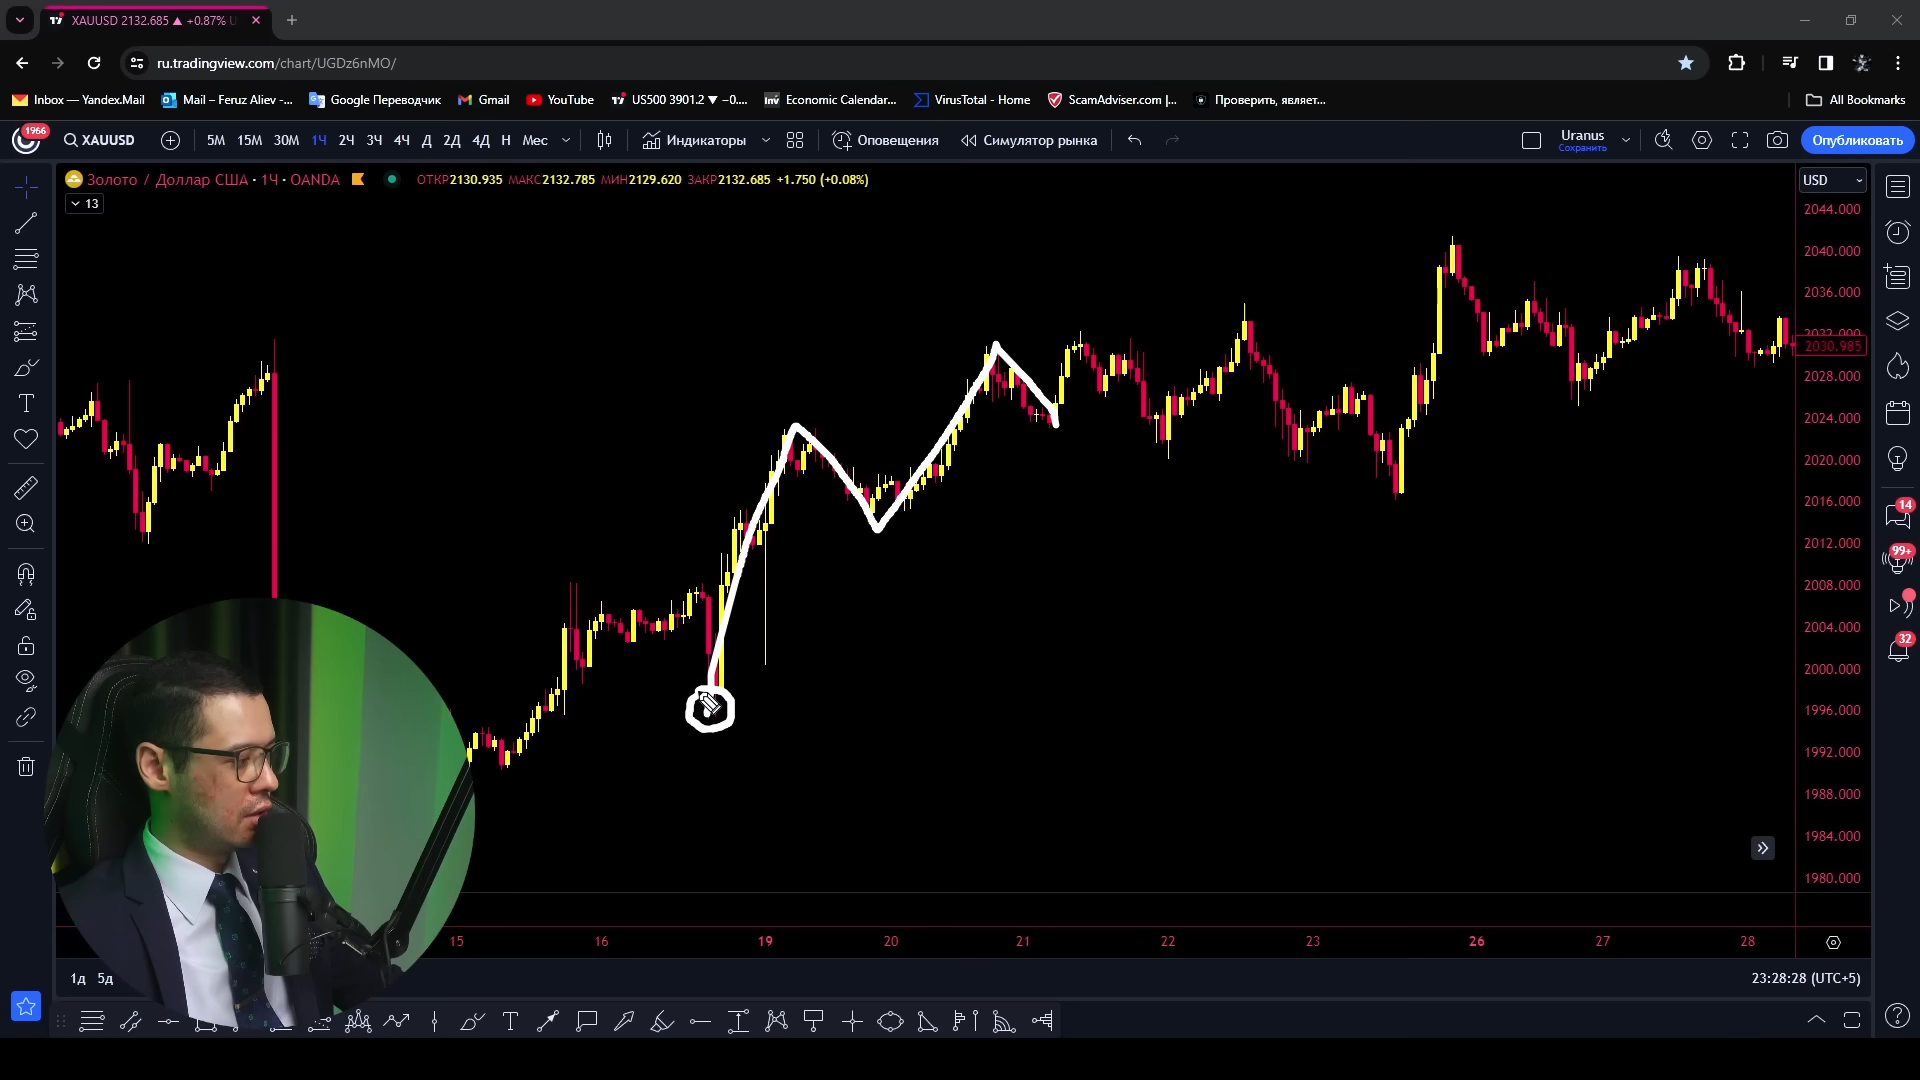 XAUUSD 2132.685 ▲ +0.87% U
ru.tradingview.com/chart/UGDz6nMO/
Inbox — Yandex.Mail
Mail – Feruz Aliev -...
Google Переводчик
Gmail
YouTube
US500 3901.2 ▼ −0....
Inv Economic Calendar...
VirusTotal - Home
ScamAdviser.com |...
Проверить, являет...
All Bookmarks
1966
XAUUSD
5М 15М 30М 1Ч 2Ч 3Ч 4Ч Д 2Д 4Д Н Мес
Индикаторы
Оповещения
Симулятор рынка
Uranus
Сохранить
Опубликовать
Золото / Доллар США · 1Ч · OANDA
ОТКР2130.935 МАКС2132.785 МИН2129.620 ЗАКР2132.685 +1.750 (+0.08%)
USD
13
2044.000
2040.000
2036.000
2032.000
2030.985
2028.000
2024.000
2020.000
2016.000
2012.000
2008.000
2004.000
2000.000
1996.000
1992.000
1988.000
1984.000
1980.000
14
99+
32
15 16 19 20 21 22 23 26 27 28
1д 5д
23:28:28 (UTC+5)